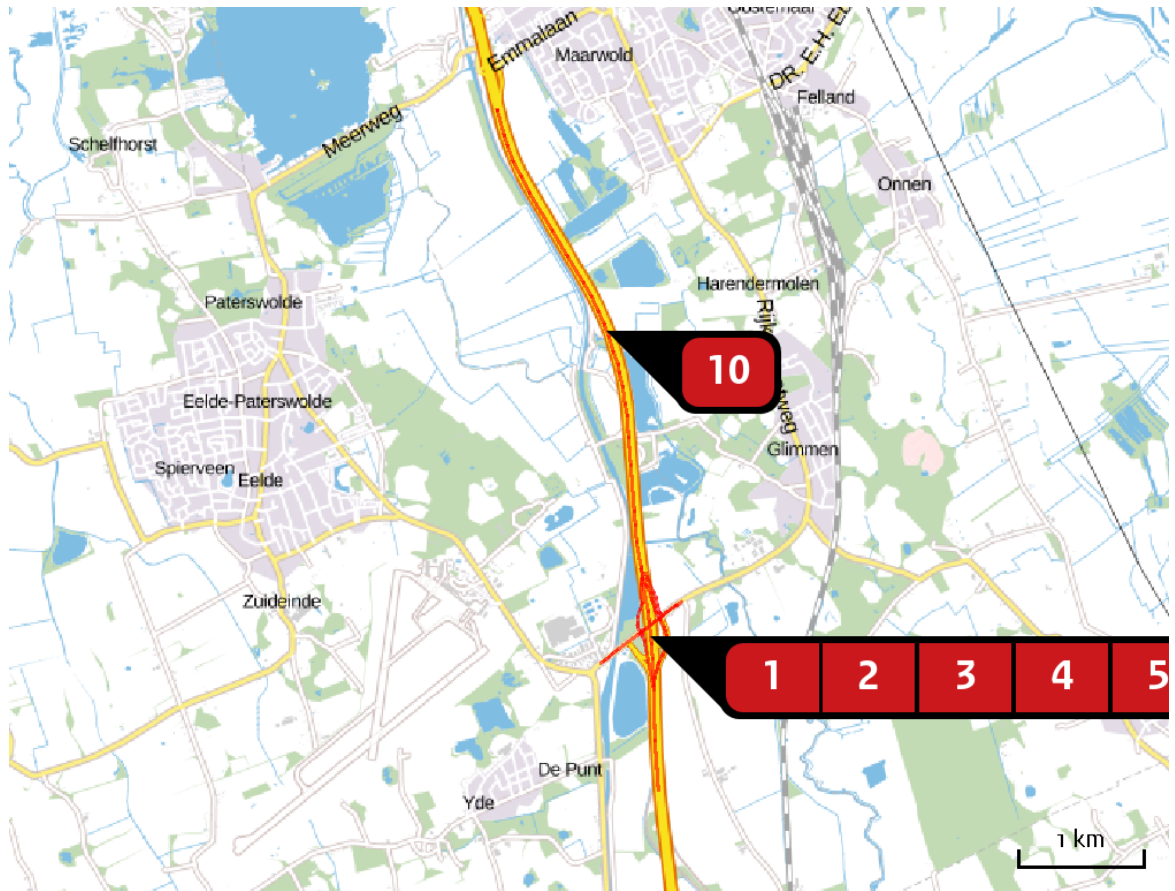 Emmalaan
Maarwold
DR. E.H.
Felland
Meerweg
Schelfhorst
Onnen
Harendermolen
Paterswolde
10
Eelde-Paterswolde
Glimmen
Spierveen
Eelde
Zuideinde
1 2 3 4 5
De Punt
Yde
1 km